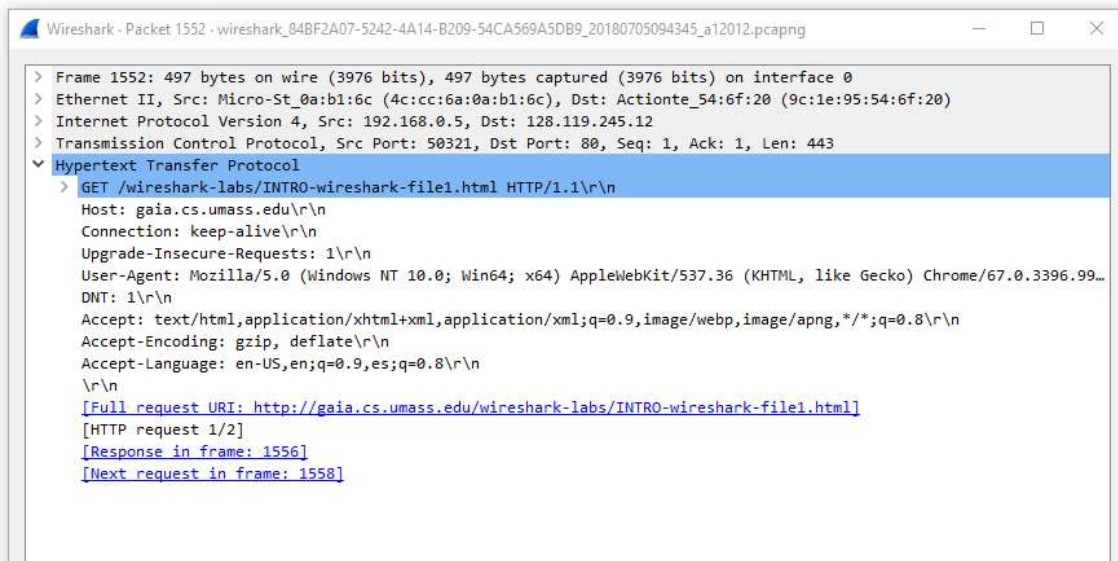 Wireshark - Packet 1552 - wireshark_84BF2A07-5242-4A14-B209-54CA569A5DB9_20180705094345_a12012.pcapng
Frame 1552: 497 bytes on wire (3976 bits), 497 bytes captured (3976 bits) on interface 0
Ethernet II, Src: Micro-St_0a:b1:6c (4c:cc:6a:0a:b1:6c), Dst: Actionte_54:6f:20 (9c:1e:95:54:6f:20)
Internet Protocol Version 4, Src: 192.168.0.5, Dst: 128.119.245.12
Transmission Control Protocol, Src Port: 50321, Dst Port: 80, Seq: 1, Ack: 1, Len: 443
Hypertext Transfer Protocol
GET /wireshark-labs/INTRO-wireshark-file1.html HTTP/1.1\r\n
Host: gaia.cs.umass.edu\r\n
Connection: keep-alive\r\n
Upgrade-Insecure-Requests: 1\r\n
User-Agent: Mozilla/5.0 (Windows NT 10.0; Win64; x64) AppleWebKit/537.36 (KHTML, like Gecko) Chrome/67.0.3396.99…
DNT: 1\r\n
Accept: text/html,application/xhtml+xml,application/xml;q=0.9,image/webp,image/apng,*/*;q=0.8\r\n
Accept-Encoding: gzip, deflate\r\n
Accept-Language: en-US,en;q=0.9,es;q=0.8\r\n
\r\n
[Full request URI: http://gaia.cs.umass.edu/wireshark-labs/INTRO-wireshark-file1.html]
[HTTP request 1/2]
[Response in frame: 1556]
[Next request in frame: 1558]